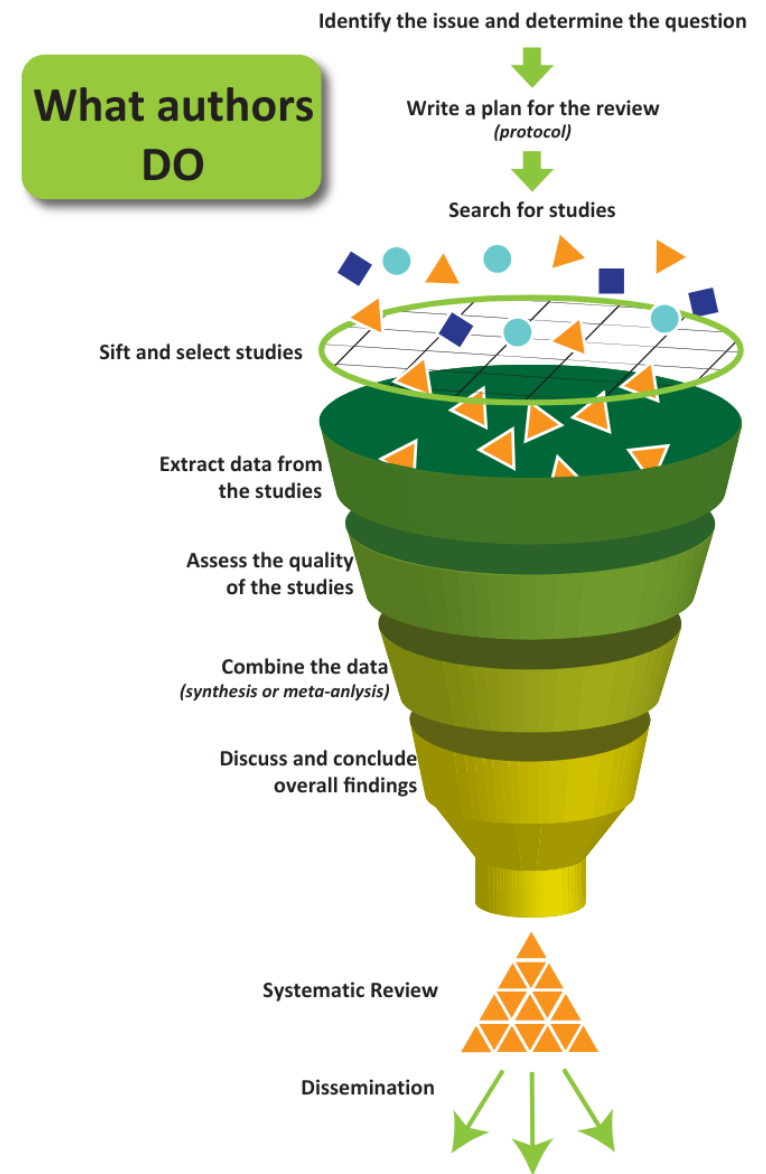 Identify the issue and determine the question
What authors
DO
Write a plan for the review
(protocol)
Search for studies
Sift and select studies
Extract data from
the studies
Assess the quality
of the studies
Combine the data
(synthesis or meta-anlysis)
Discuss and conclude
overall findings
Systematic Review
Dissemination